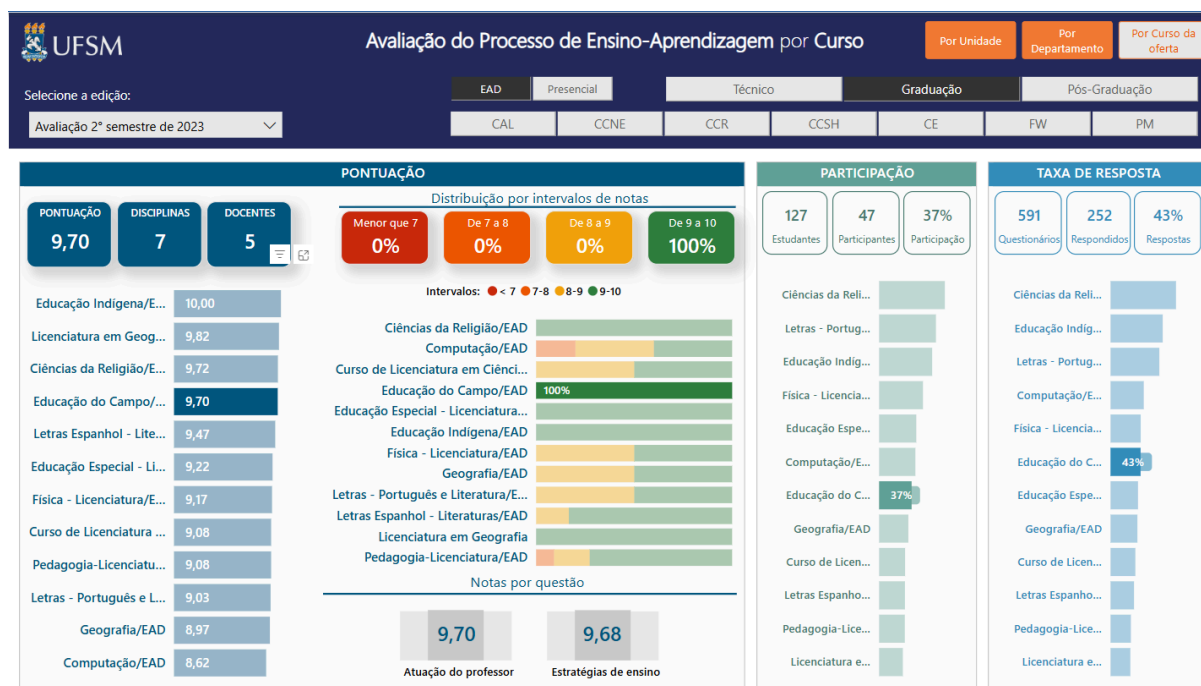 UFSM
Avaliação do Processo de Ensino-Aprendizagem por Curso
Por Unidade
Por Departamento
Por Curso da oferta
Selecione a edição:
Avaliação 2° semestre de 2023
EAD
Presencial
Técnico
Graduação
Pós-Graduação
CAL
CCNE
CCR
CCSH
CE
FW
PM
PONTUAÇÃO
PONTUAÇÃO
9,70
DISCIPLINAS
7
DOCENTES
5
Educação Indígena/E... 10,00
Licenciatura em Geog... 9,82
Ciências da Religião/E... 9,72
Educação do Campo/... 9,70
Letras Espanhol - Lite... 9,47
Educação Especial - Li... 9,22
Física - Licenciatura/E... 9,17
Curso de Licenciatura ... 9,08
Pedagogia-Licenciatu... 9,08
Letras - Português e L... 9,03
Geografia/EAD 8,97
Computação/EAD 8,62
Distribuição por intervalos de notas
Menor que 7
0%
De 7 a 8
0%
De 8 a 9
0%
De 9 a 10
100%
Intervalos: < 7 7-8 8-9 9-10
Ciências da Religião/EAD
Computação/EAD
Curso de Licenciatura em Ciênci...
Educação do Campo/EAD 100%
Educação Especial - Licenciatura...
Educação Indígena/EAD
Física - Licenciatura/EAD
Geografia/EAD
Letras - Português e Literatura/E...
Letras Espanhol - Literaturas/EAD
Licenciatura em Geografia
Pedagogia-Licenciatura/EAD
Notas por questão
9,70
Atuação do professor
9,68
Estratégias de ensino
PARTICIPAÇÃO
127
Estudantes
47
Participantes
37%
Participação
Ciências da Reli...
Letras - Portug...
Educação Indíg...
Física - Licencia...
Educação Espe...
Computação/E...
Educação do C... 37%
Geografia/EAD
Curso de Licen...
Letras Espanho...
Pedagogia-Lice...
Licenciatura e...
TAXA DE RESPOSTA
591
Questionários
252
Respondidos
43%
Respostas
Ciências da Reli...
Educação Indíg...
Letras - Portug...
Computação/E...
Física - Licencia...
Educação do C... 43%
Educação Espe...
Geografia/EAD
Curso de Licen...
Letras Espanho...
Pedagogia-Lice...
Licenciatura e...